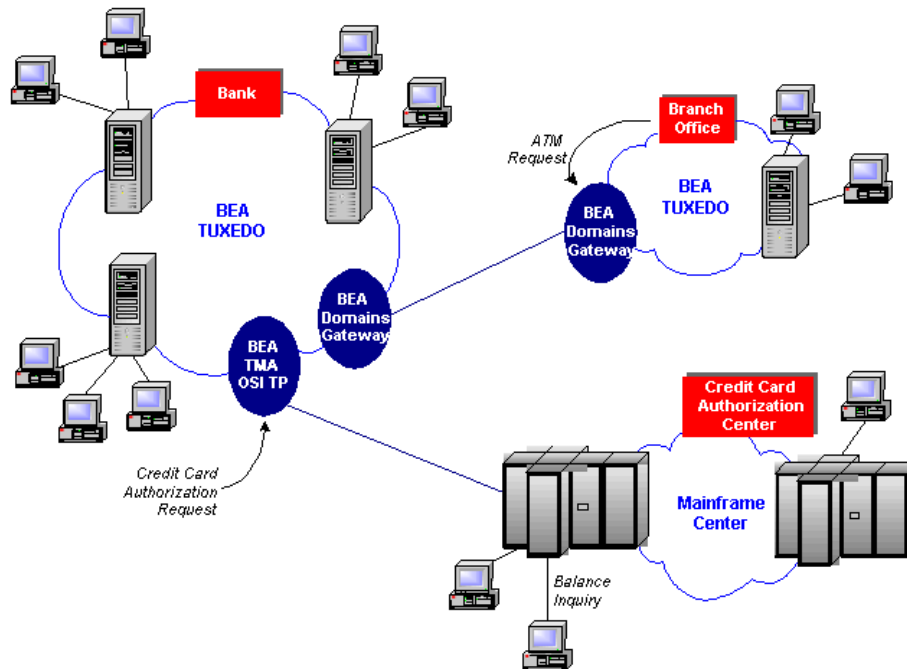 Bank
Branch
Office
ATM
Request
BEA
TUXEDO
BEA
TUXEDO
BEA
Domains
Gateway
BEA
Domains
Gateway
BEA
TMA
OSI TP
Credit Card
Authorization
Center
Credit Card
Authorization
Request
Mainframe
Center
Balance
Inquiry